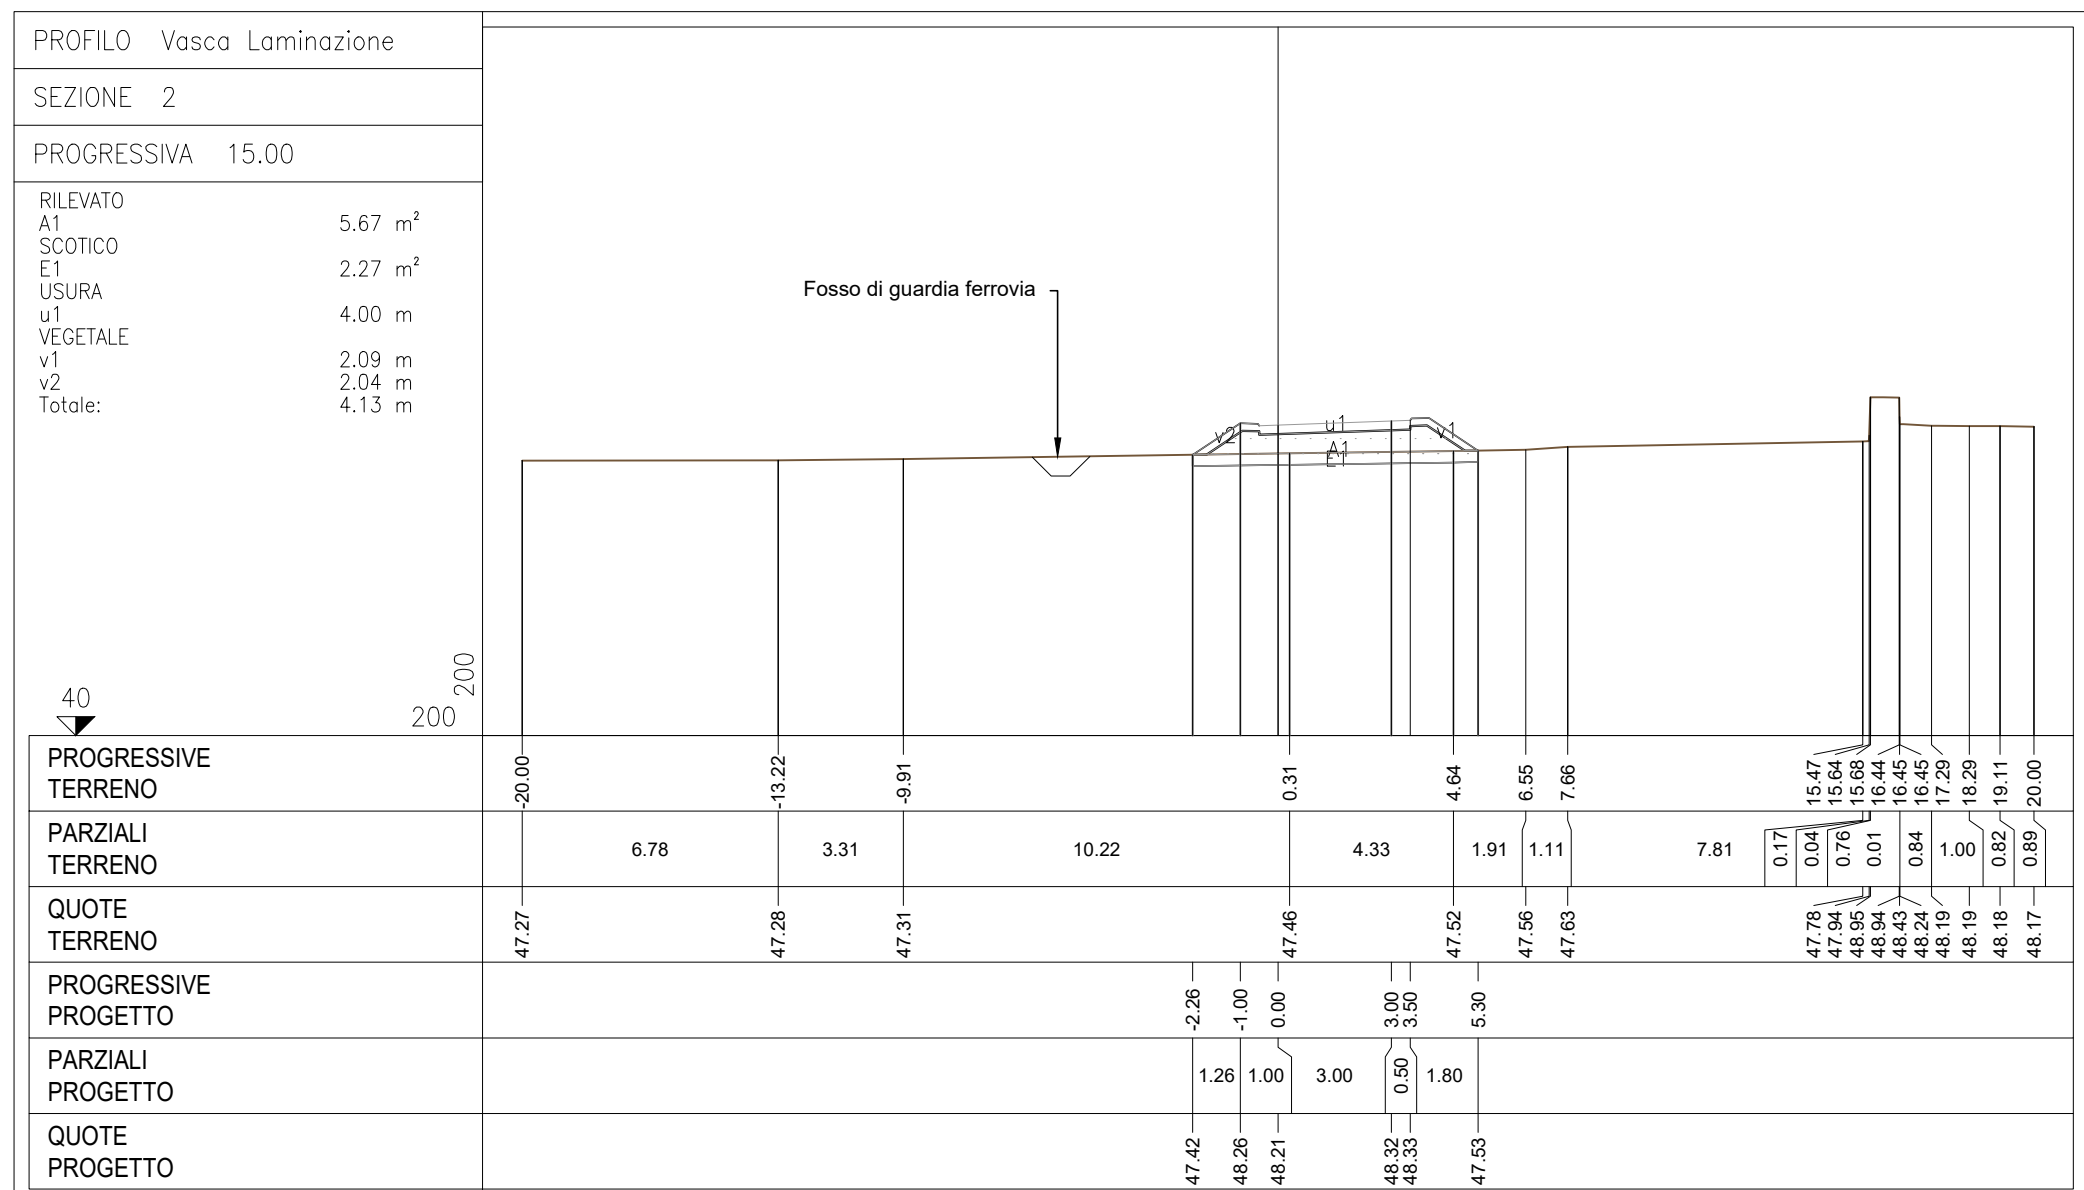 PROFILO Vasca Laminazione
SEZIONE 2
PROGRESSIVA 15.00
RILEVATO
A1 5.67 m²
SCOTICO
E1 2.27 m²
USURA
u1 4.00 m
VEGETALE
v1 2.09 m
v2 2.04 m
Totale: 4.13 m
Fosso di guardia ferrovia
v2 u1 v1
A1
E1
40
200
200
PROGRESSIVE
TERRENO
-20.00 -13.22 -9.91 0.31 4.64 6.55 7.66 15.47 15.64 15.68 16.44 16.45 16.45 17.29 18.29 19.11 20.00
PARZIALI
TERRENO
6.78 3.31 10.22 4.33 1.91 1.11 7.81 0.17 0.04 0.76 0.01 0.84 1.00 0.82 0.89
QUOTE
TERRENO
47.27 47.28 47.31 47.46 47.52 47.56 47.63 47.78 47.94 48.95 48.94 48.43 48.24 48.19 48.19 48.18 48.17
PROGRESSIVE
PROGETTO
-2.26 -1.00 0.00 3.00 3.50 5.30
PARZIALI
PROGETTO
1.26 1.00 3.00 0.50 1.80
QUOTE
PROGETTO
47.42 48.26 48.21 48.32 48.33 47.53